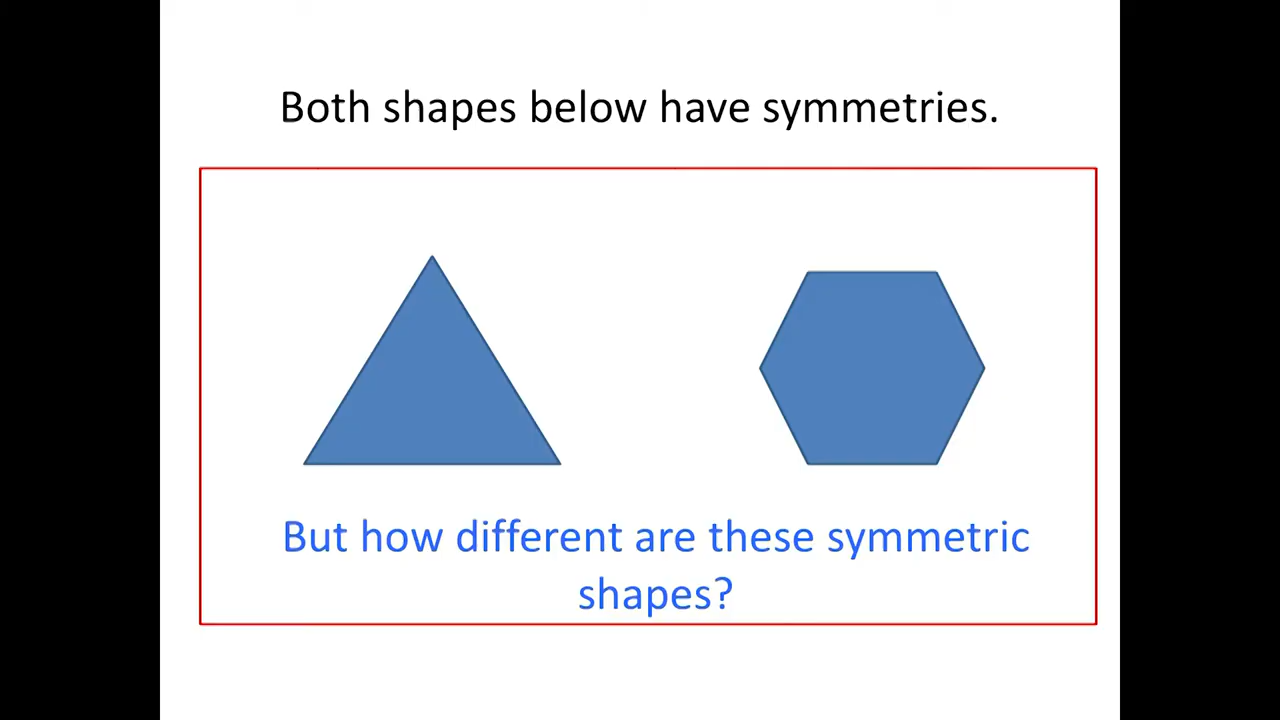 Both shapes below have symmetries.
But how different are these symmetric
shapes?